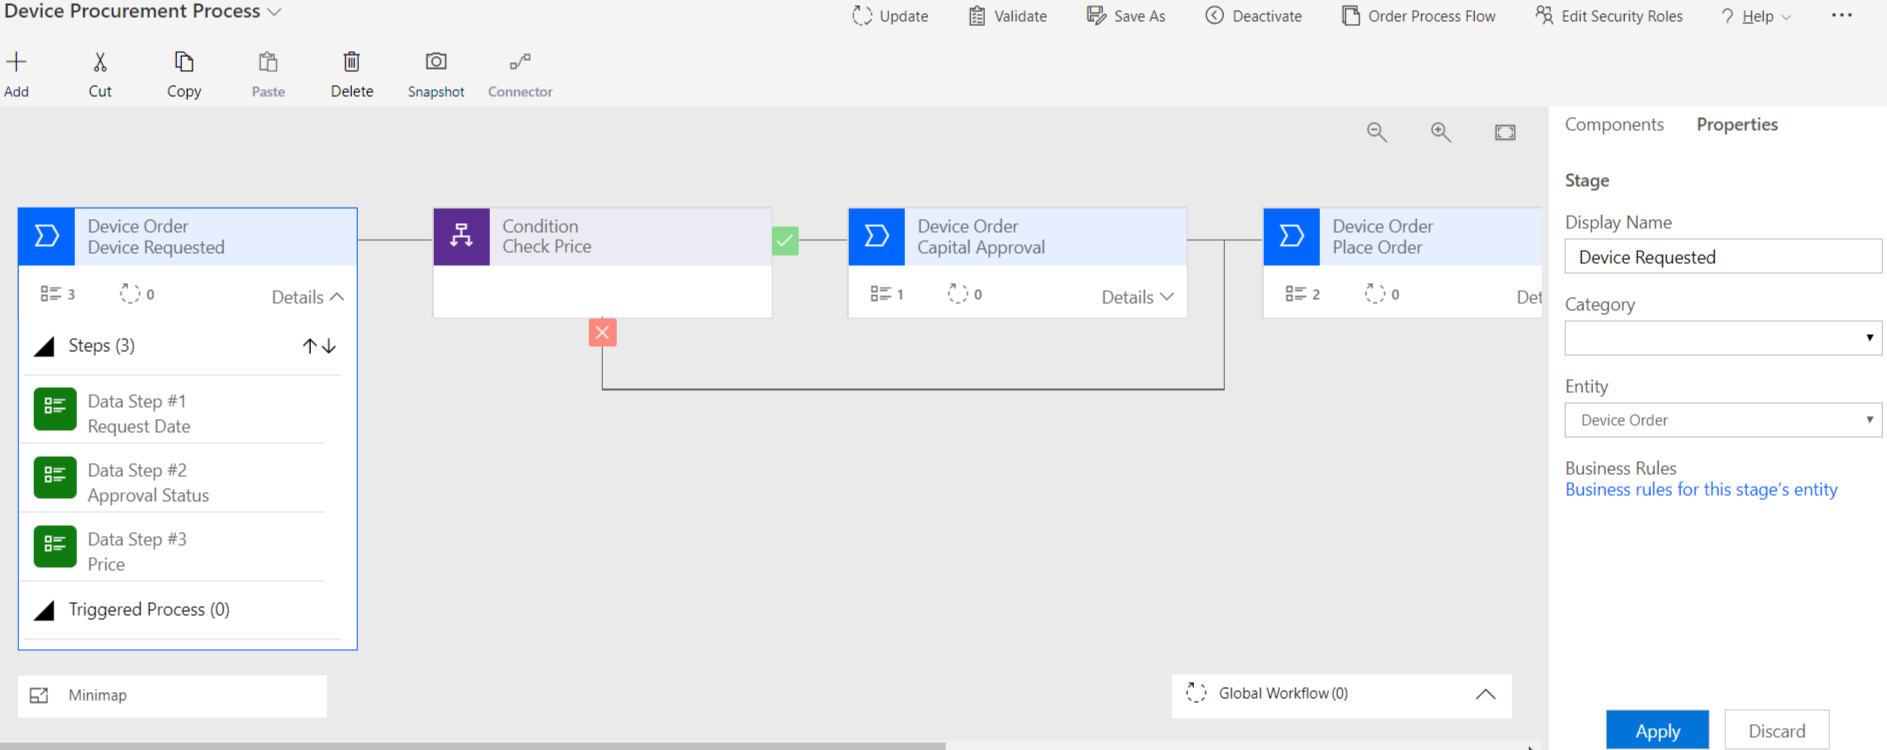 Device Procurement Process
Update
Validate
Save As
Deactivate
Order Process Flow
Edit Security Roles
? Help
...
Add
Cut
Copy
Paste
Delete
Snapshot
Connector
Components
Properties
Device Order
Device Requested
3
0
Details
Steps (3)
Data Step #1
Request Date
Data Step #2
Approval Status
Data Step #3
Price
Triggered Process (0)
Condition
Check Price
Device Order
Capital Approval
1
0
Details
Device Order
Place Order
2
0
Det
Stage
Display Name
Device Requested
Category
Entity
Device Order
Business Rules
Business rules for this stage's entity
Minimap
Global Workflow (0)
Apply
Discard